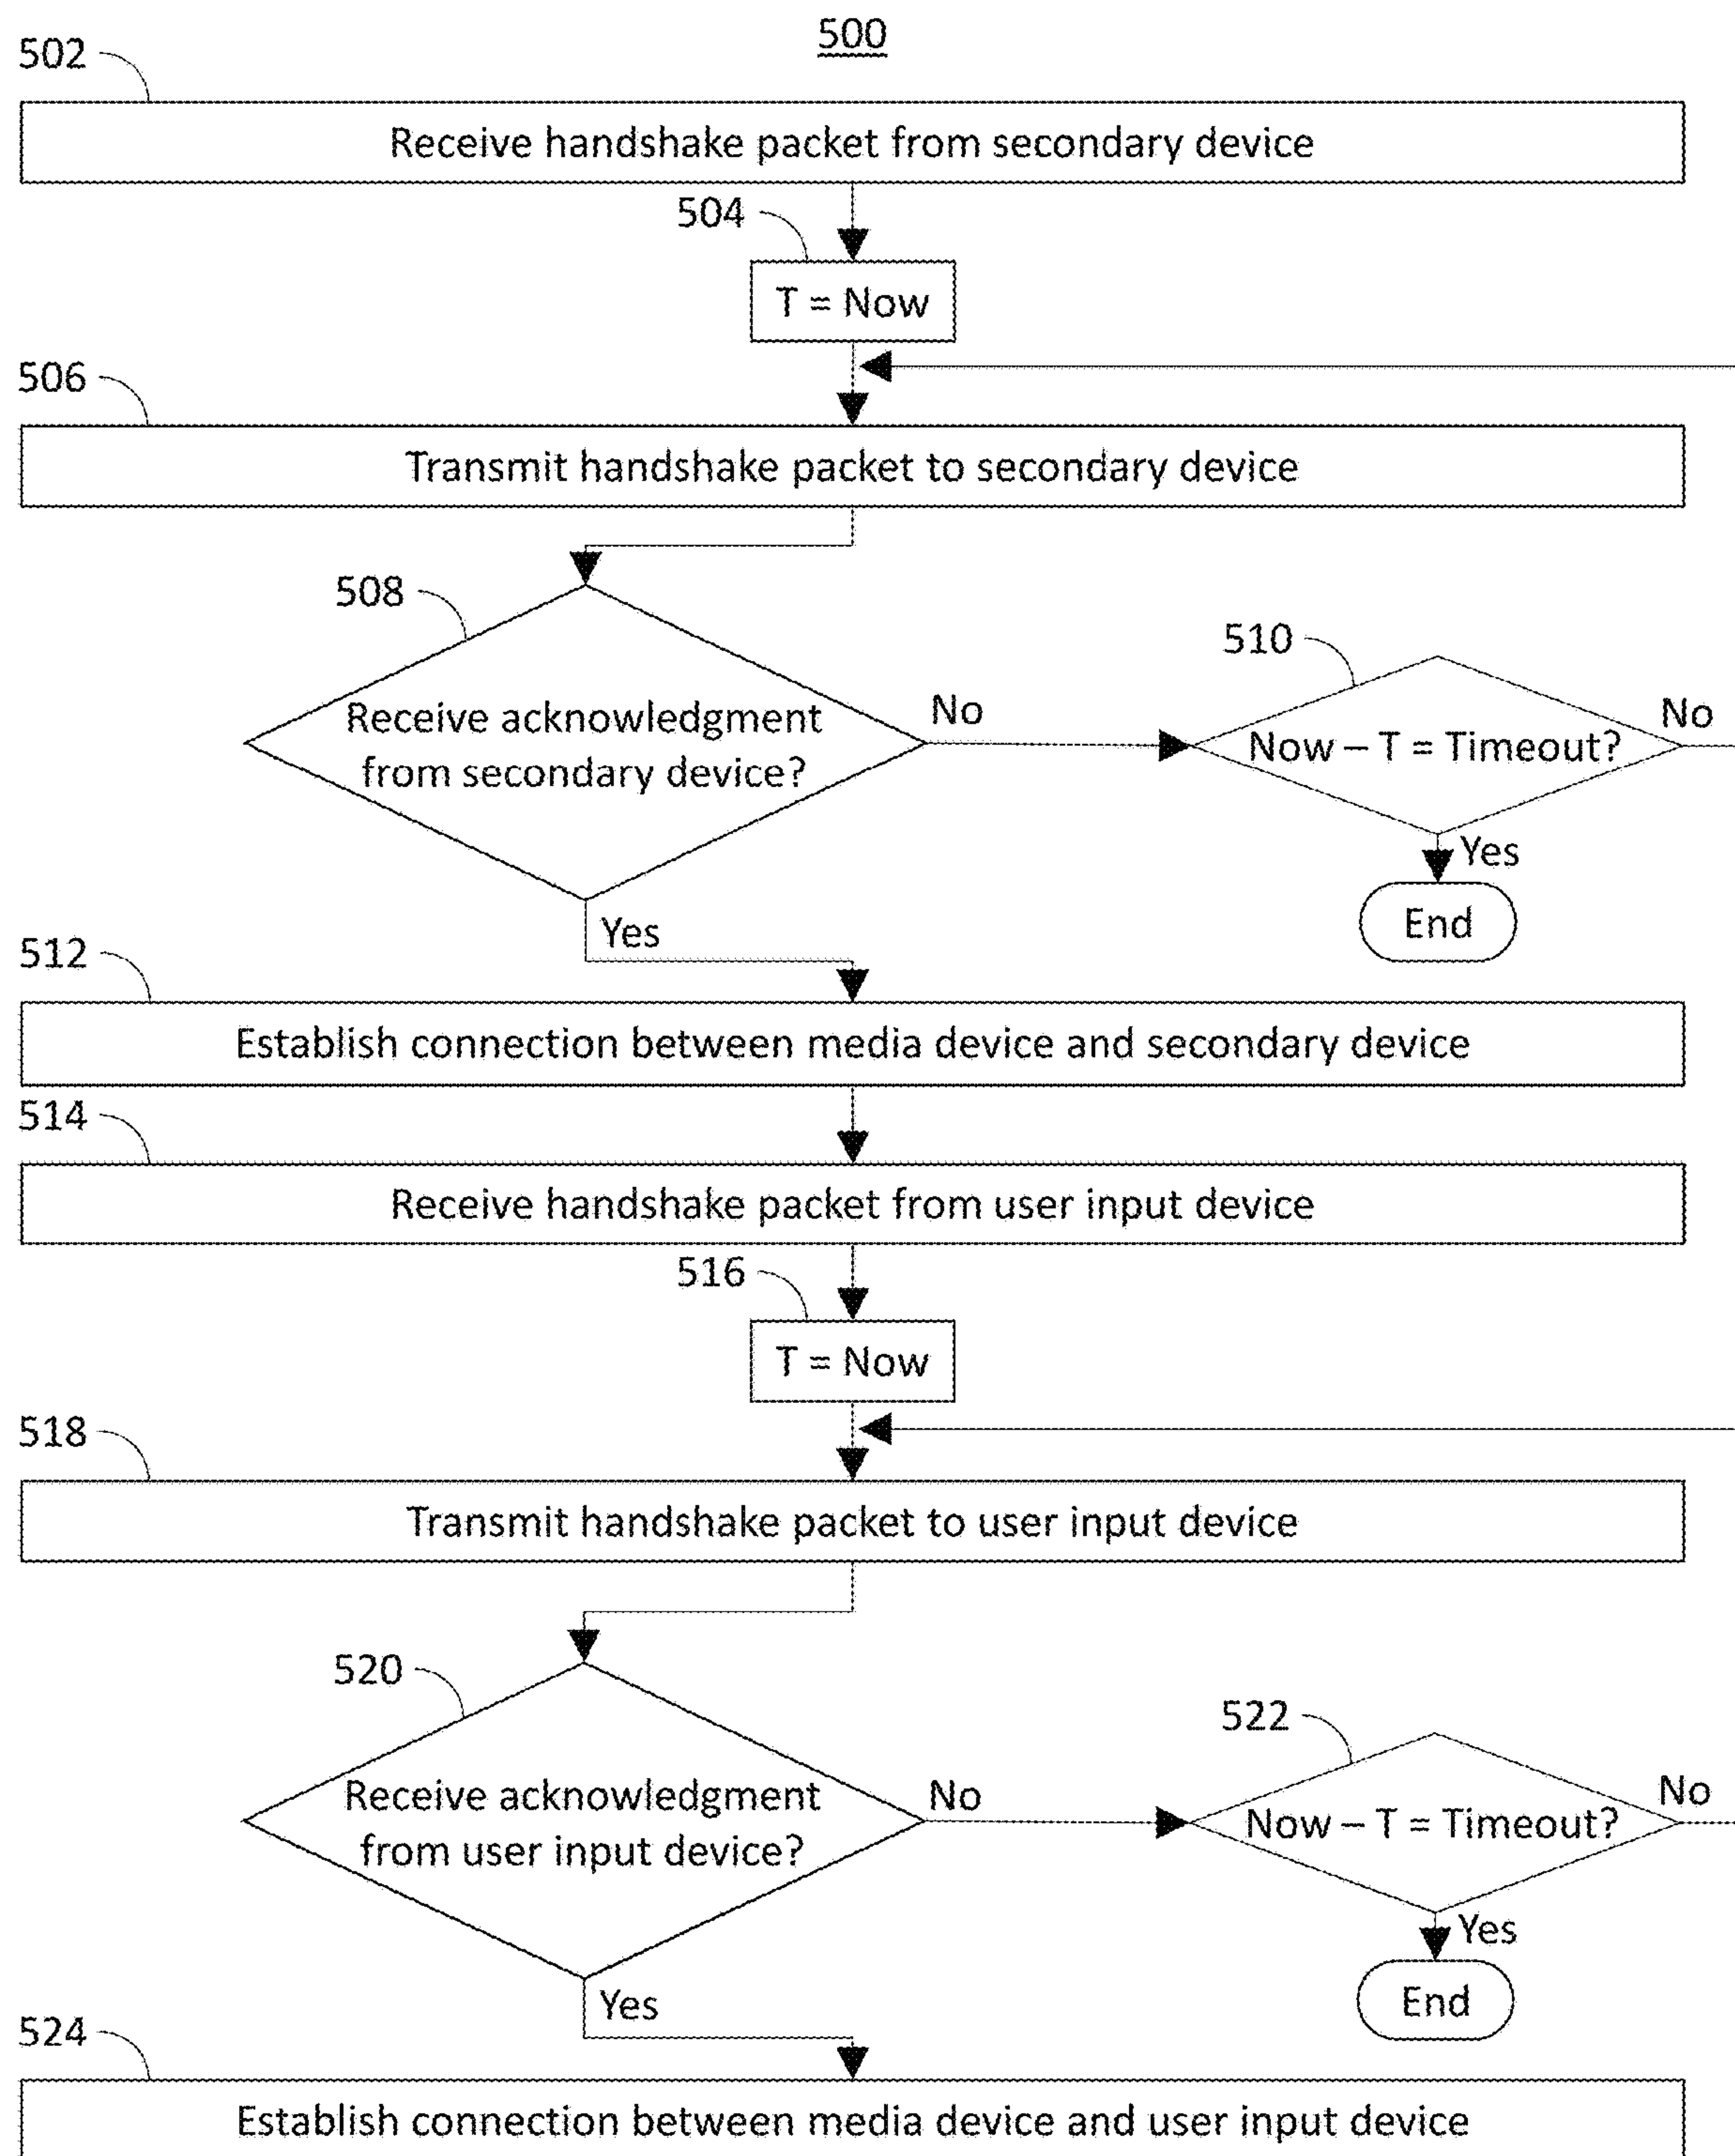 500
502
Receive handshake packet from secondary device
504
T = Now
506
Transmit handshake packet to secondary device
508
Receive acknowledgment
from secondary device?
No
510
Now – T = Timeout?
No
Yes
End
Yes
512
Establish connection between media device and secondary device
514
Receive handshake packet from user input device
516
T = Now
518
Transmit handshake packet to user input device
520
Receive acknowledgment
from user input device?
No
522
Now – T = Timeout?
No
Yes
End
Yes
524
Establish connection between media device and user input device